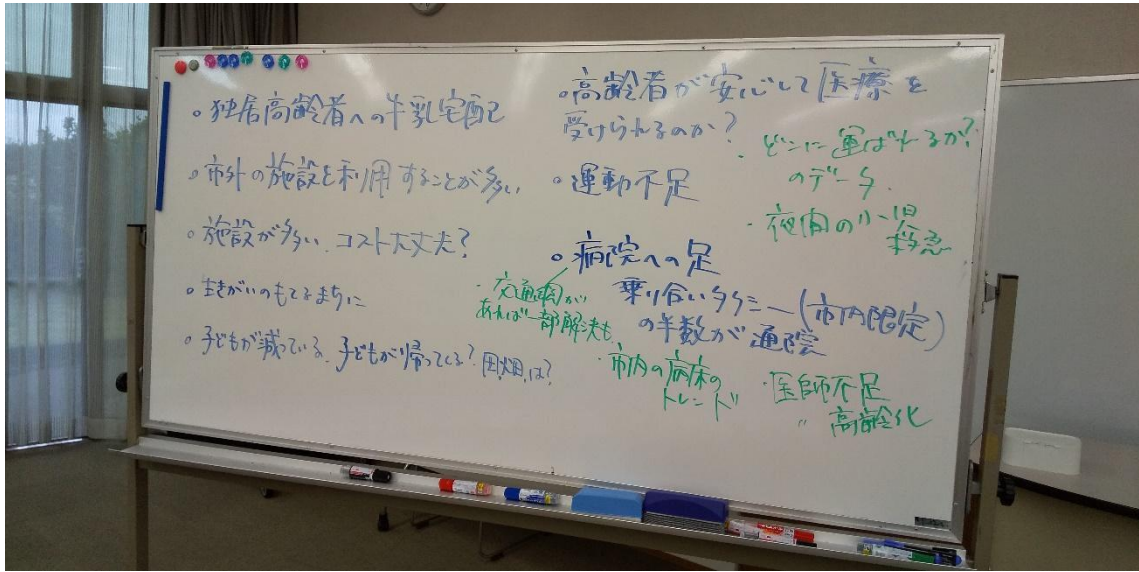 。独居高齢者への牛乳宅配
。市外の施設を利用することが多い
。施設が多い、コスト大丈夫?
。生きがいのもてるまちに
。子どもが減っている、子どもが帰ってくる?田畑は?
。高齢者が安心して医療を
受けられるのか?
・どこに運ばれるか?
のデータ.
。運動不足
・夜間の小児
救急
。病院への足
・交通網が
あれば一部解決も
乗り合いタクシー(市内限定)
の半数が通院
・市内の病床の
トレンド
・医師不足
〃 高齢化